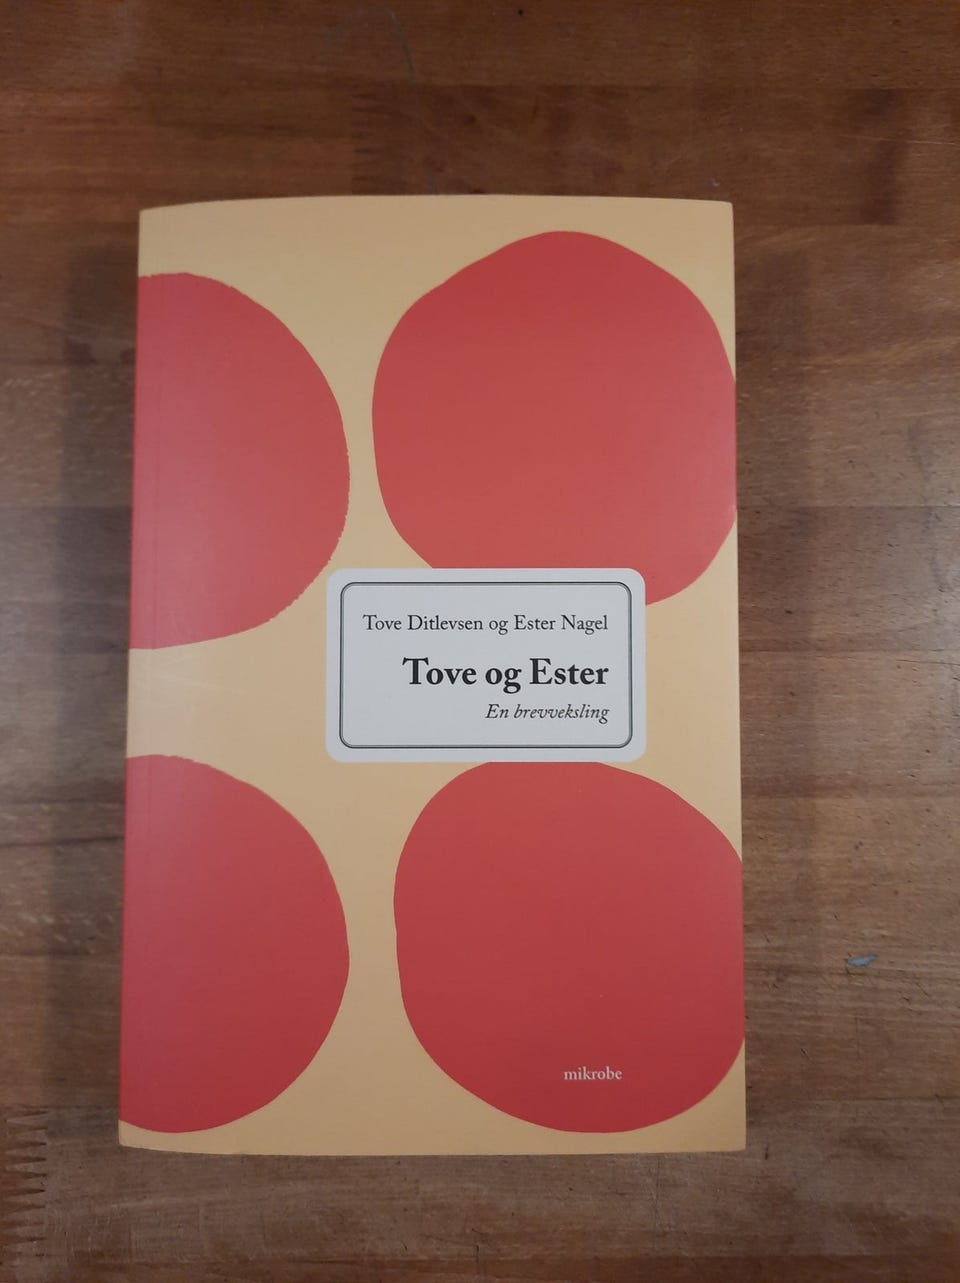 Tove Ditlevsen og Ester Nagel
Tove og Ester
En brevveksling
mikrobe